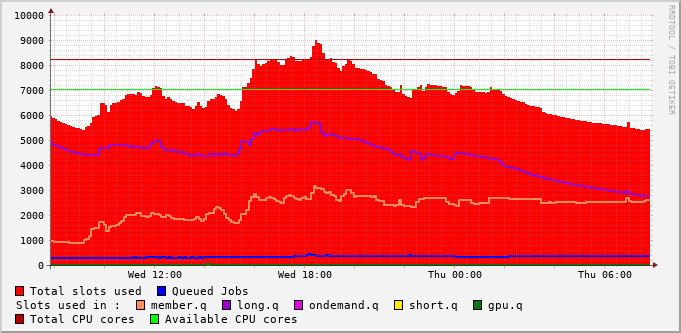 10000
9000
8000
7000
6000
5000
4000
3000
2000
1000
0
Wed 12:00 Wed 18:00 Thu 00:00 Thu 06:00
RRDTOOL / TOBI OETIKER
Total slots used Queued Jobs
Slots used in : member.q long.q ondemand.q short.q gpu.q
Total CPU cores Available CPU cores